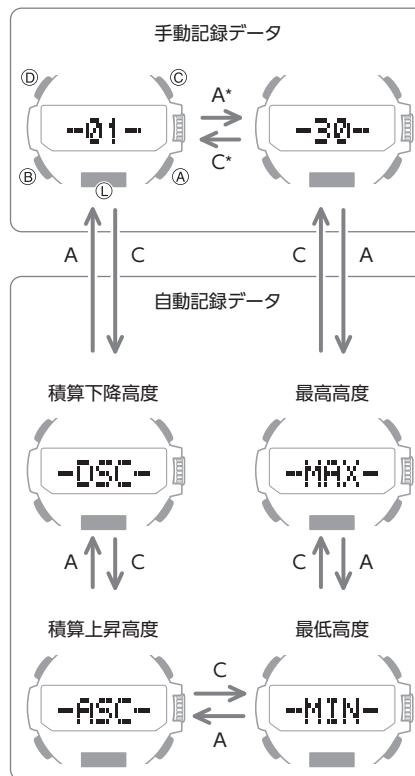 手動記録データ
Ⓓ Ⓒ
A*
--01- -30--
C*
Ⓑ Ⓛ Ⓐ
A C C A
自動記録データ
積算下降高度 最高高度
-DSC- -MAX-
A C C A
積算上昇高度 最低高度
C
-ASC- -MIN-
A